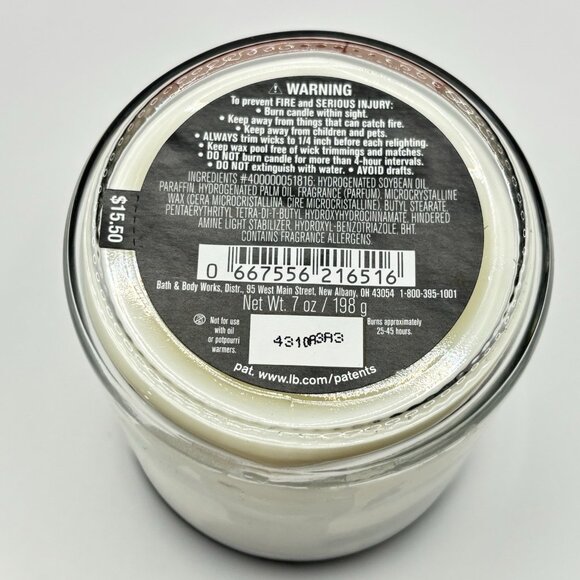 ⚠ WARNING
To prevent FIRE and SERIOUS INJURY:
• Burn candle within sight.
• Keep away from things that can catch fire.
• Keep away from children and pets.
• ALWAYS trim wicks to 1/4 inch before each relighting.
• Keep wax pool free of wick trimmings and matches.
• DO NOT burn candle for more than 4-hour intervals.
• DO NOT extinguish with water. • AVOID drafts.
INGREDIENTS #400000051816: HYDROGENATED SOYBEAN OIL,
PARAFFIN, HYDROGENATED PALM OIL, FRAGRANCE (PARFUM), MICROCRYSTALLINE
WAX (CERA MICROCRISTALLINA, CIRE MICROCRISTALLINE), BUTYL STEARATE,
PENTAERYTHRITYL TETRA-DI-T-BUTYL HYDROXYHYDROCINNAMATE, HINDERED
AMINE LIGHT STABILIZER, HYDROXYL-BENZOTRIAZOLE, BHT.
CONTAINS FRAGRANCE ALLERGENS.
$15.50
0 667556 216516
Bath & Body Works, Distr., 95 West Main Street, New Albany, OH 43054 1-800-395-1001
Net Wt. 7 oz / 198 g
Not for use
with oil
or potpourri
warmers.
4310A3A3
Burns approximately
25-45 hours.
pat. www.lb.com/patents